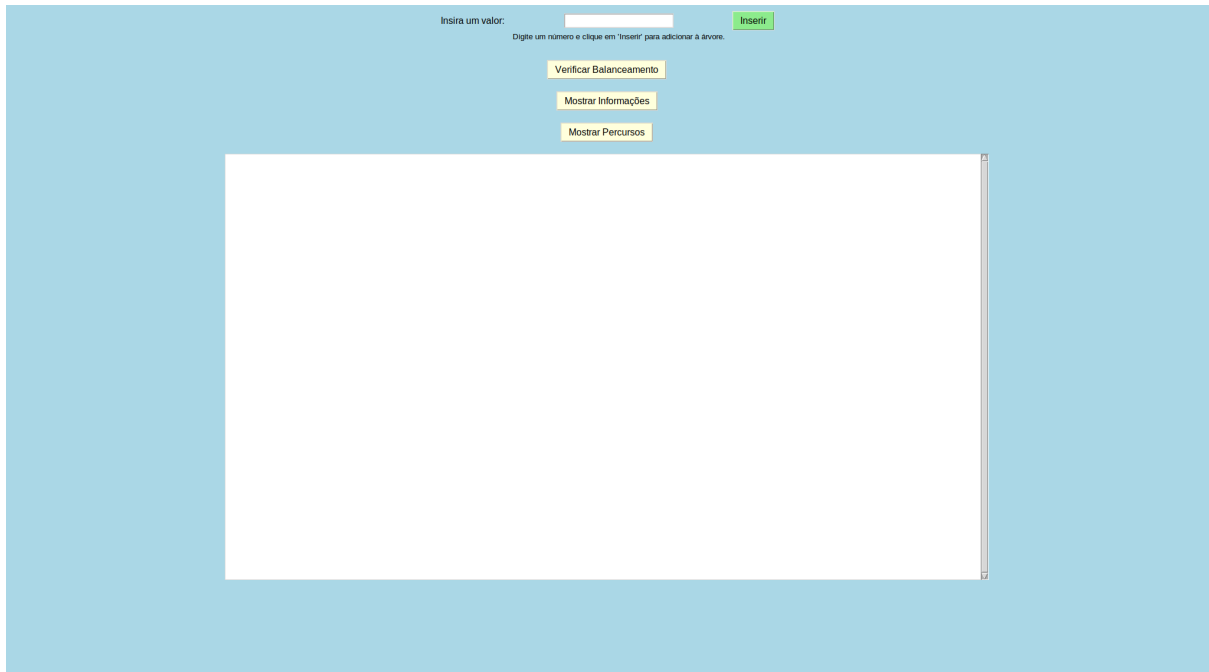 Insira um valor: Inserir
Digite um número e clique em 'Inserir' para adicionar à árvore.
Verificar Balanceamento
Mostrar Informações
Mostrar Percursos